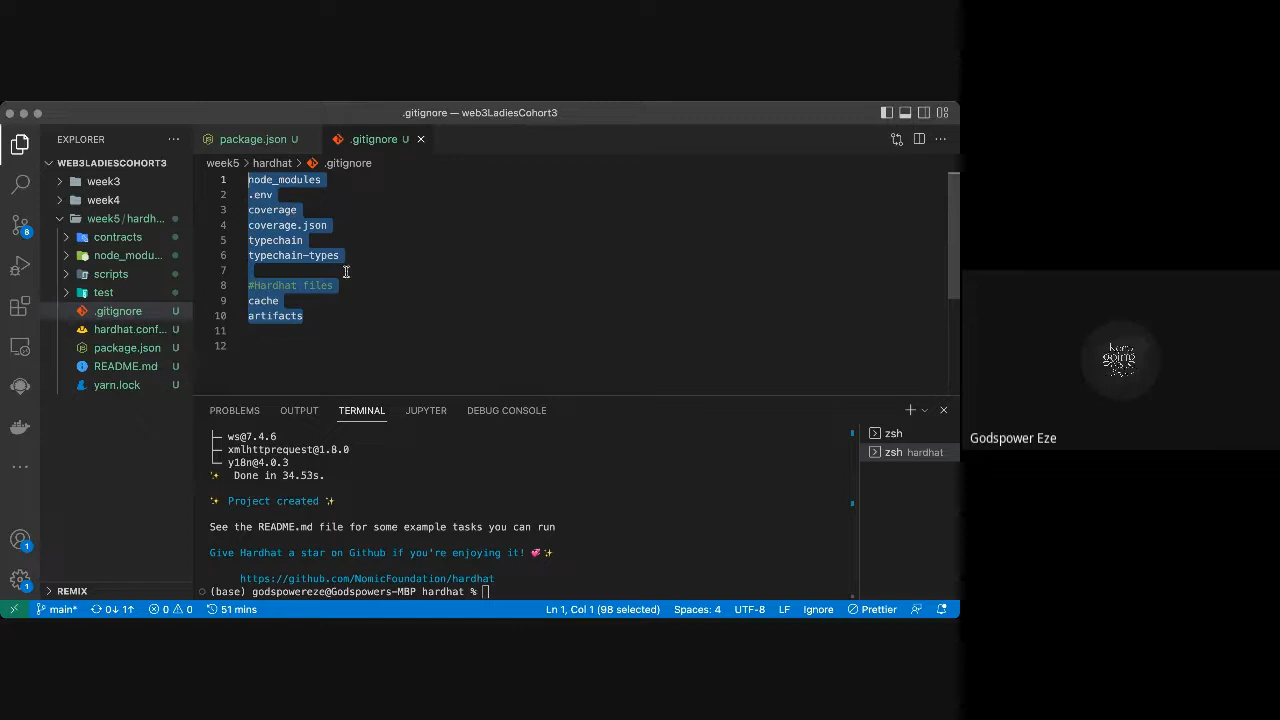 .gitignore — web3LadiesCohort3
EXPLORER
package.json U
.gitignore U
WEB3LADIESCOHORT3
week3
week4
week5 / hardh...
contracts
node_modu...
scripts
test
.gitignore U
hardhat.conf... U
package.json U
README.md U
yarn.lock U
REMIX
8
1
1
week5 > hardhat > .gitignore
1 node_modules
2 .env
3 coverage
4 coverage.json
5 typechain
6 typechain-types
7
8 #Hardhat files
9 cache
10 artifacts
11
12
PROBLEMS OUTPUT TERMINAL JUPYTER DEBUG CONSOLE
├─ ws@7.4.6
├─ xmlhttprequest@1.8.0
└─ y18n@4.0.3
✨ Done in 34.53s.
✨ Project created ✨
See the README.md file for some example tasks you can run
Give Hardhat a star on Github if you're enjoying it! 💞✨
https://github.com/NomicFoundation/hardhat
(base) godspowereze@Godspowers-MBP hardhat %
zsh
zsh hardhat
main* 0↓ 1↑ 0 0 51 mins Ln 1, Col 1 (98 selected) Spaces: 4 UTF-8 LF Ignore Prettier
keep
going
Godspower Eze